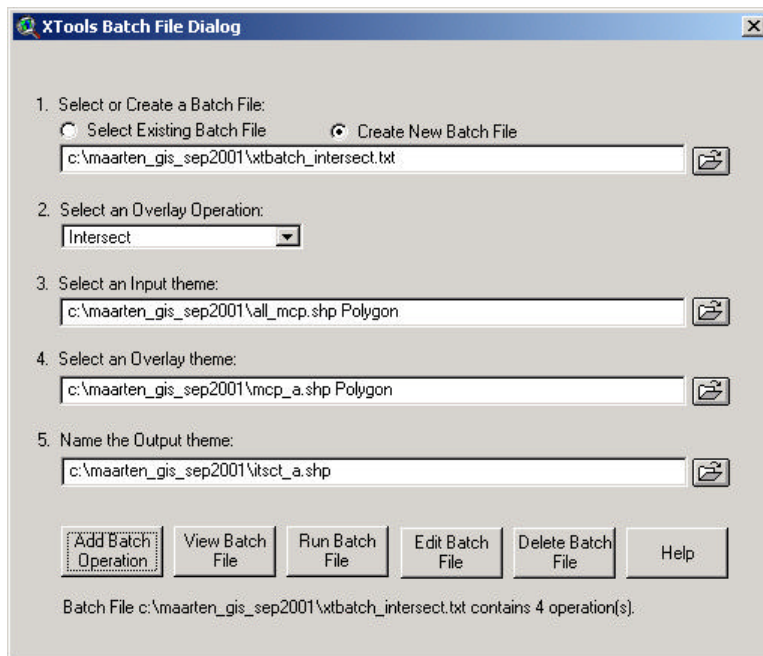 XTools Batch File Dialog
1. Select or Create a Batch File:
Select Existing Batch File Create New Batch File
c:\maarten_gis_sep2001\xtbatch_intersect.txt
2. Select an Overlay Operation:
Intersect
3. Select an Input theme:
c:\maarten_gis_sep2001\all_mcp.shp Polygon
4. Select an Overlay theme:
c:\maarten_gis_sep2001\mcp_a.shp Polygon
5. Name the Output theme:
c:\maarten_gis_sep2001\itsct_a.shp
Add Batch Operation View Batch File Run Batch File Edit Batch File Delete Batch File Help
Batch File c:\maarten_gis_sep2001\xtbatch_intersect.txt contains 4 operation(s).